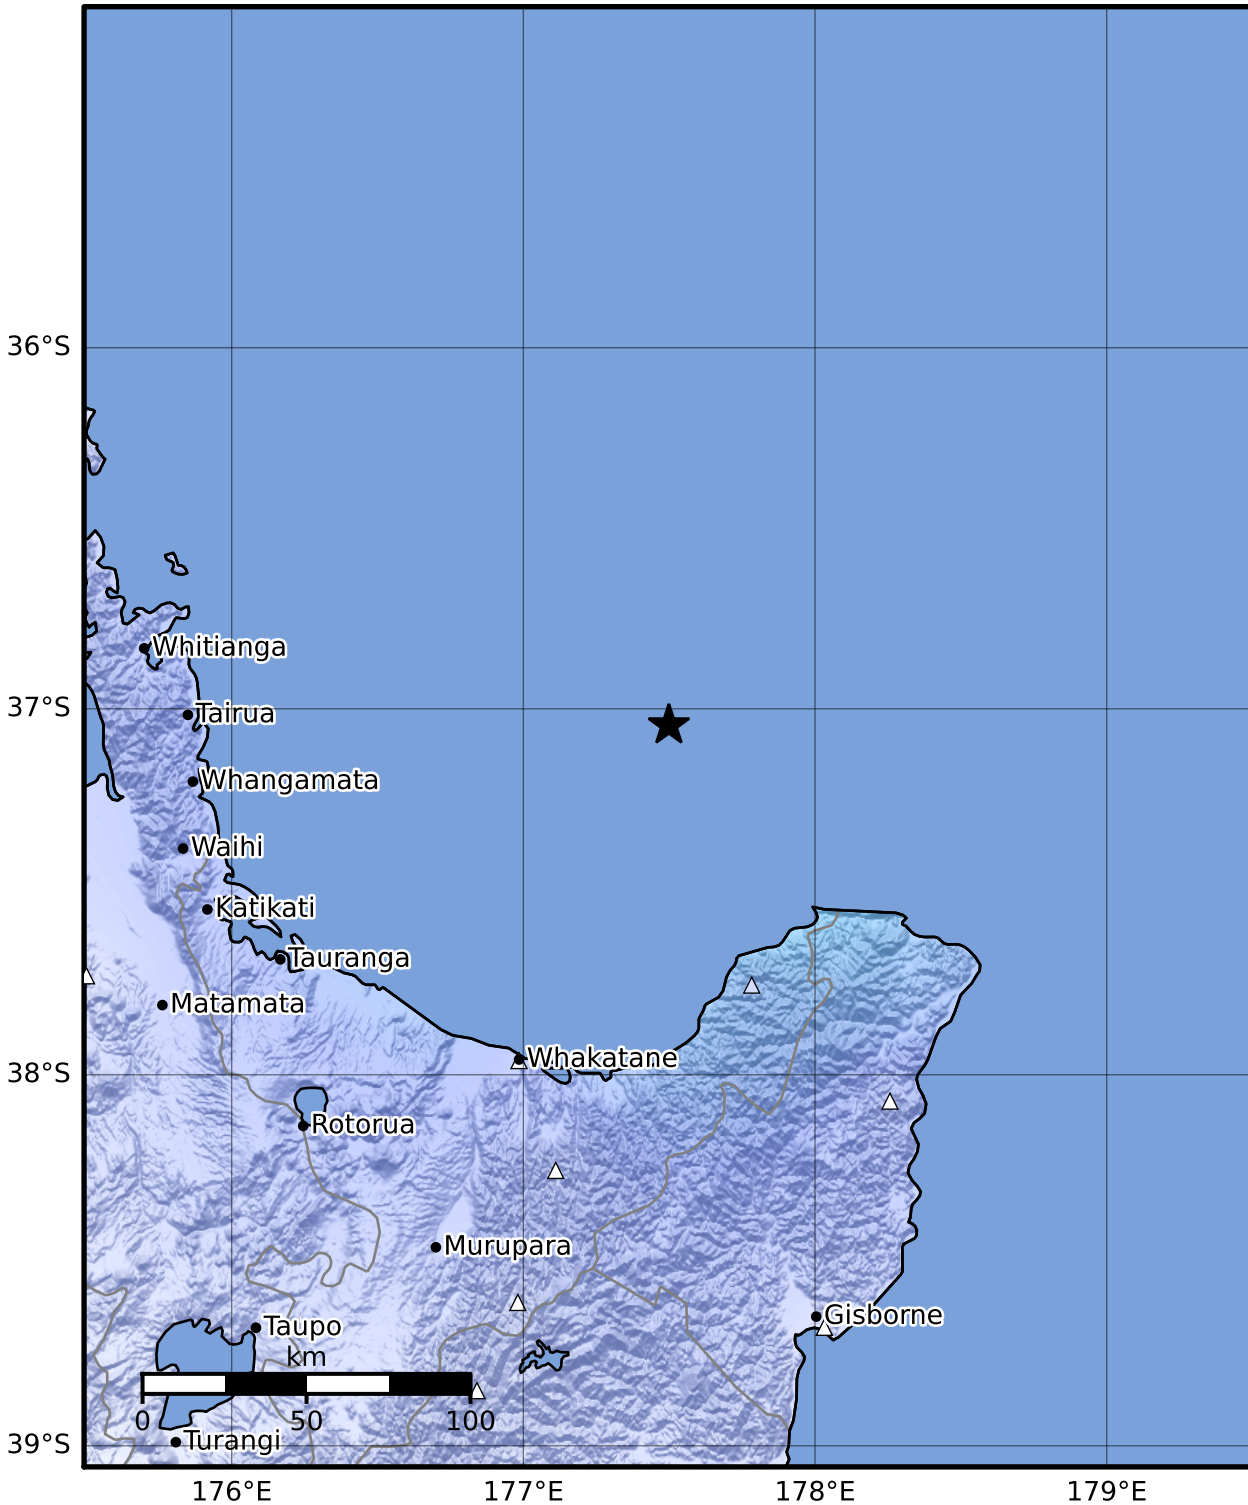 36°S
Whitianga
37°S
Tairua
Whangamata
Waihi
Katikati
Tauranga
Matamata
Whakatane
38°S
Rotorua
Murupara
Gisborne
Taupo
km
0 50 100
39°S
Turangi
176°E 177°E 178°E 179°E